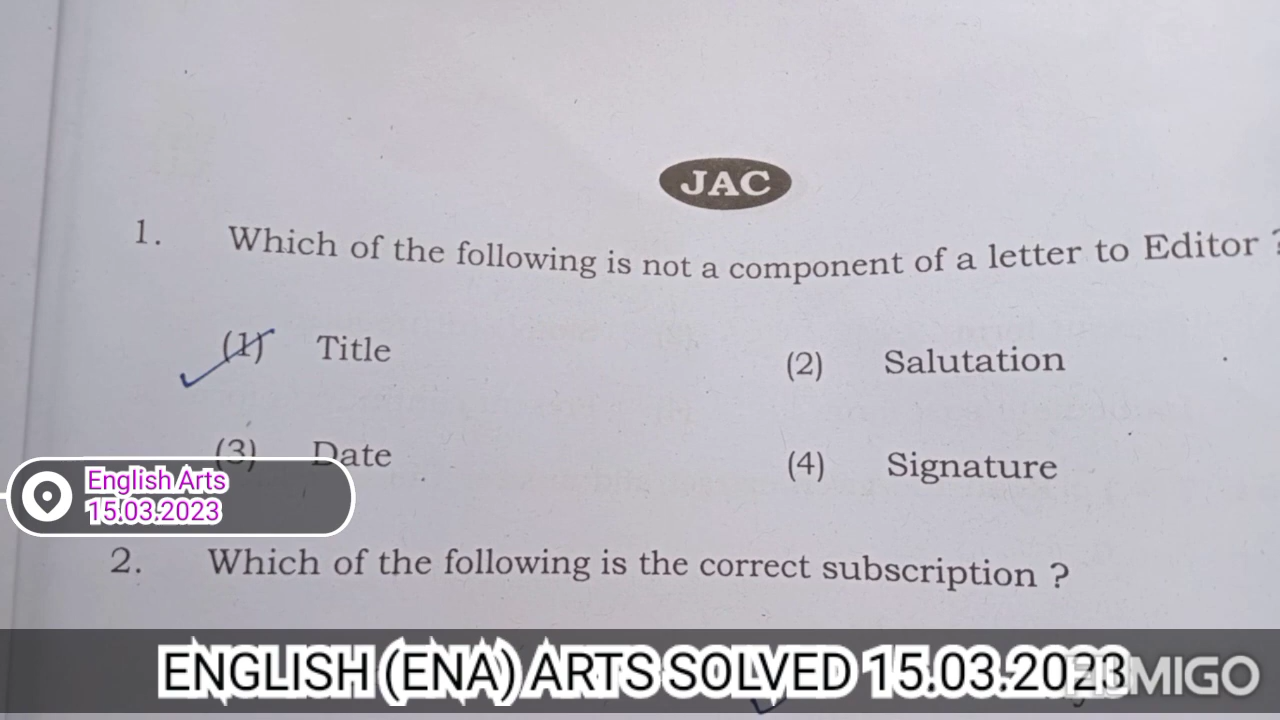 JAC
1. Which of the following is not a component of a letter to Editor ?
(1) Title (2) Salutation
(3) Date (4) Signature
English Arts
15.03.2023
2. Which of the following is the correct subscription ?
ENGLISH (ENA) ARTS SOLVED 15.03.2023
FILMIGO